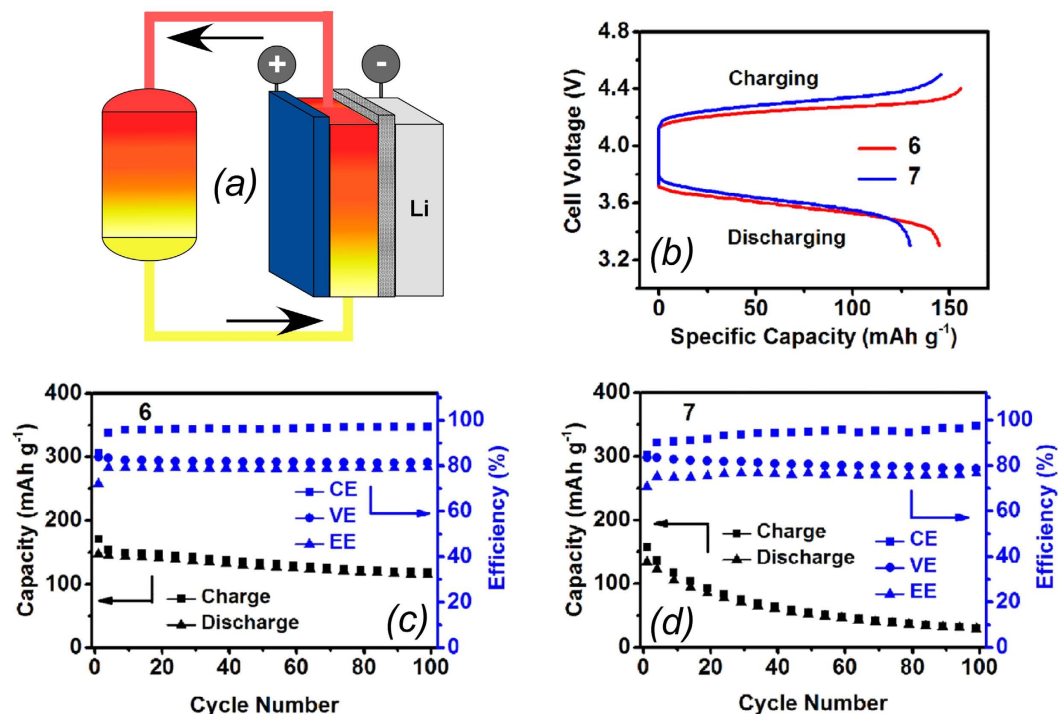 +
-
(a)
Li
4.8
4.4
4.0
3.6
3.2
Cell Voltage (V)
Charging
6
7
Discharging
(b)
0
50
100
150
Specific Capacity (mAh g⁻¹)
400
300
200
100
0
Capacity (mAh g⁻¹)
6
CE
VE
EE
Charge
Discharge
(c)
100
80
60
40
20
0
Efficiency (%)
0
20
40
60
80
100
Cycle Number
400
300
200
100
0
Capacity (mAh g⁻¹)
7
Charge
Discharge
CE
VE
EE
(d)
100
80
60
40
20
0
Efficiency (%)
0
20
40
60
80
100
Cycle Number